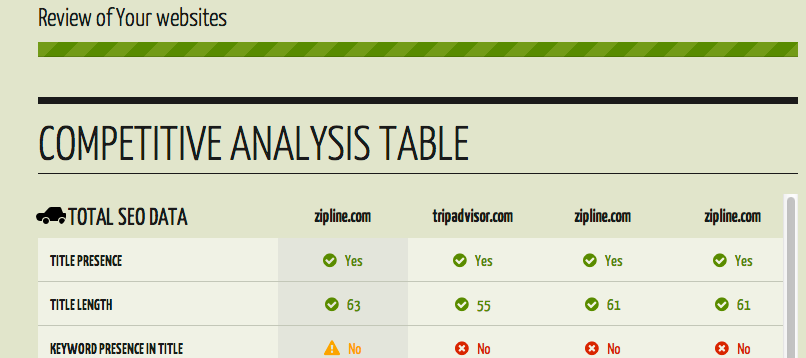 Review of Your websites
COMPETITIVE ANALYSIS TABLE
TOTAL SEO DATA zipline.com tripadvisor.com zipline.com zipline.com
TITLE PRESENCE Yes Yes Yes Yes
TITLE LENGTH 63 55 61 61
KEYWORD PRESENCE IN TITLE No No No No